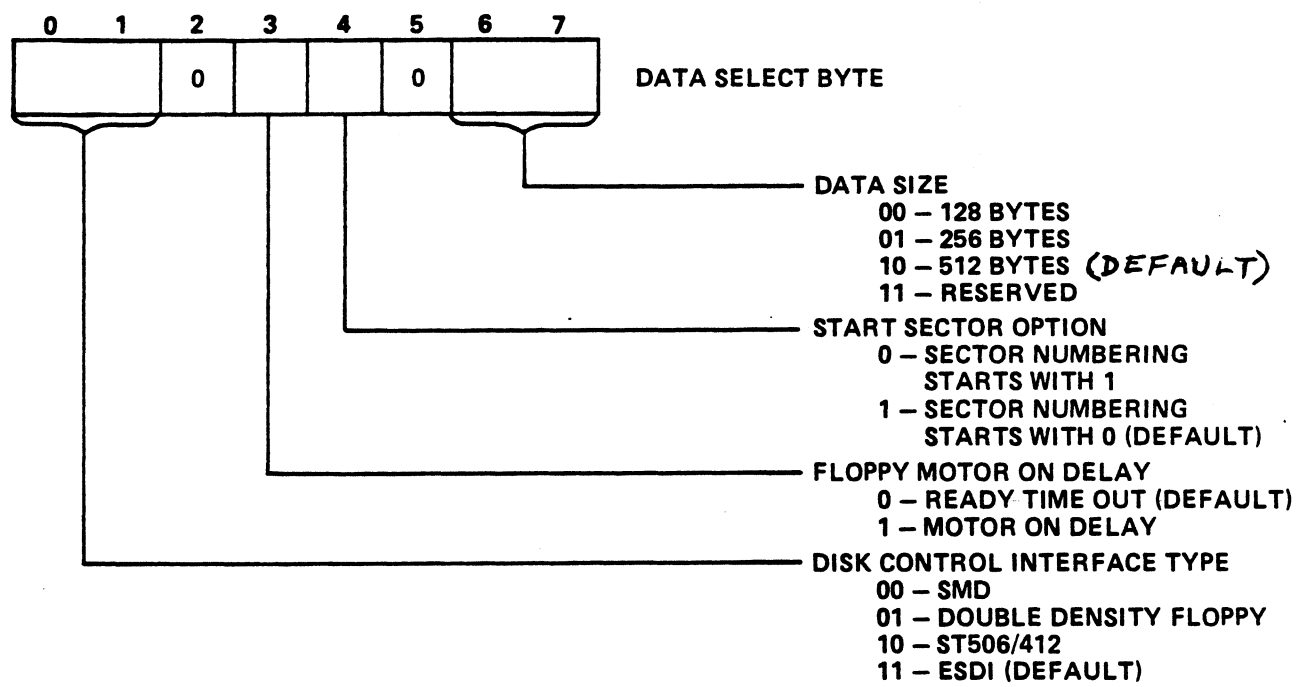 0 1 2 3 4 5 6 7
0 0 DATA SELECT BYTE
DATA SIZE
00 – 128 BYTES
01 – 256 BYTES
10 – 512 BYTES (DEFAULT)
11 – RESERVED
START SECTOR OPTION
0 – SECTOR NUMBERING
STARTS WITH 1
1 – SECTOR NUMBERING
STARTS WITH 0 (DEFAULT)
FLOPPY MOTOR ON DELAY
0 – READY TIME OUT (DEFAULT)
1 – MOTOR ON DELAY
DISK CONTROL INTERFACE TYPE
00 – SMD
01 – DOUBLE DENSITY FLOPPY
10 – ST506/412
11 – ESDI (DEFAULT)